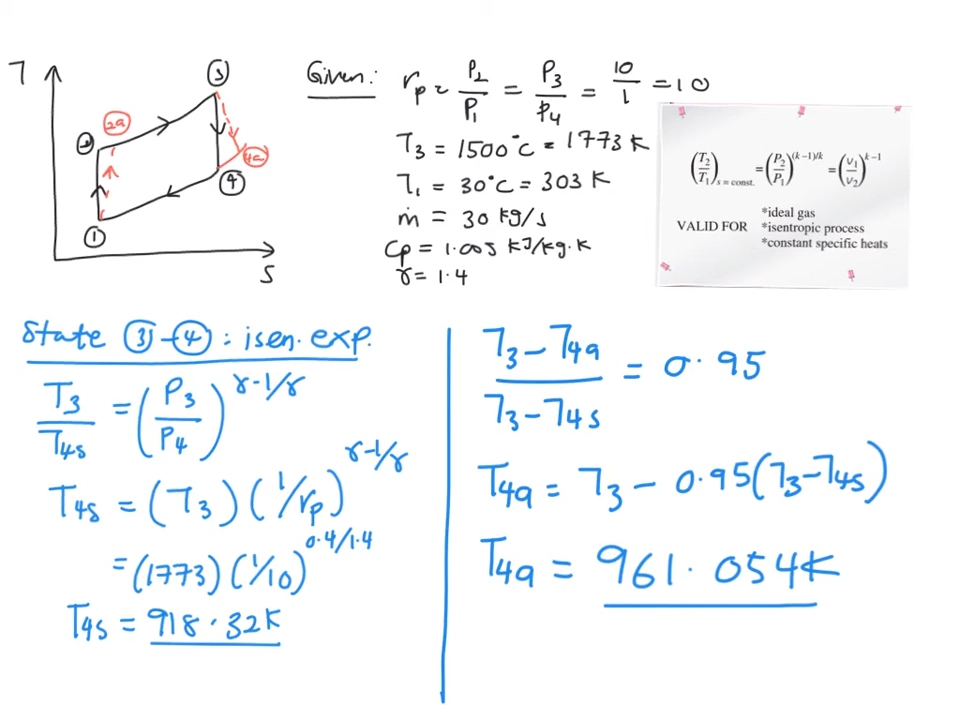 T
③
2a
②
4a
④
①
S
Given: rp = P2/P1 = P3/P4 = 10/1 = 10
T3 = 1500°C = 1773 K
T1 = 30°C = 303 K
ṁ = 30 kg/s
Cp = 1.005 kJ/kg.K
γ = 1.4
(T2/T1)s = const. = (P2/P1)^(k−1)/k = (v1/v2)^k−1
VALID FOR
*ideal gas
*isentropic process
*constant specific heats
State ③-④: isen. exp.
T3/T4s = (P3/P4)^γ-1/γ
T4s = (T3)(1/rp)^γ-1/γ
= (1773)(1/10)^0.4/1.4
T4s = 918.32K
T3 - T4a / T3 - T4s = 0.95
T4a = T3 - 0.95(T3-T4s)
T4a = 961.054K